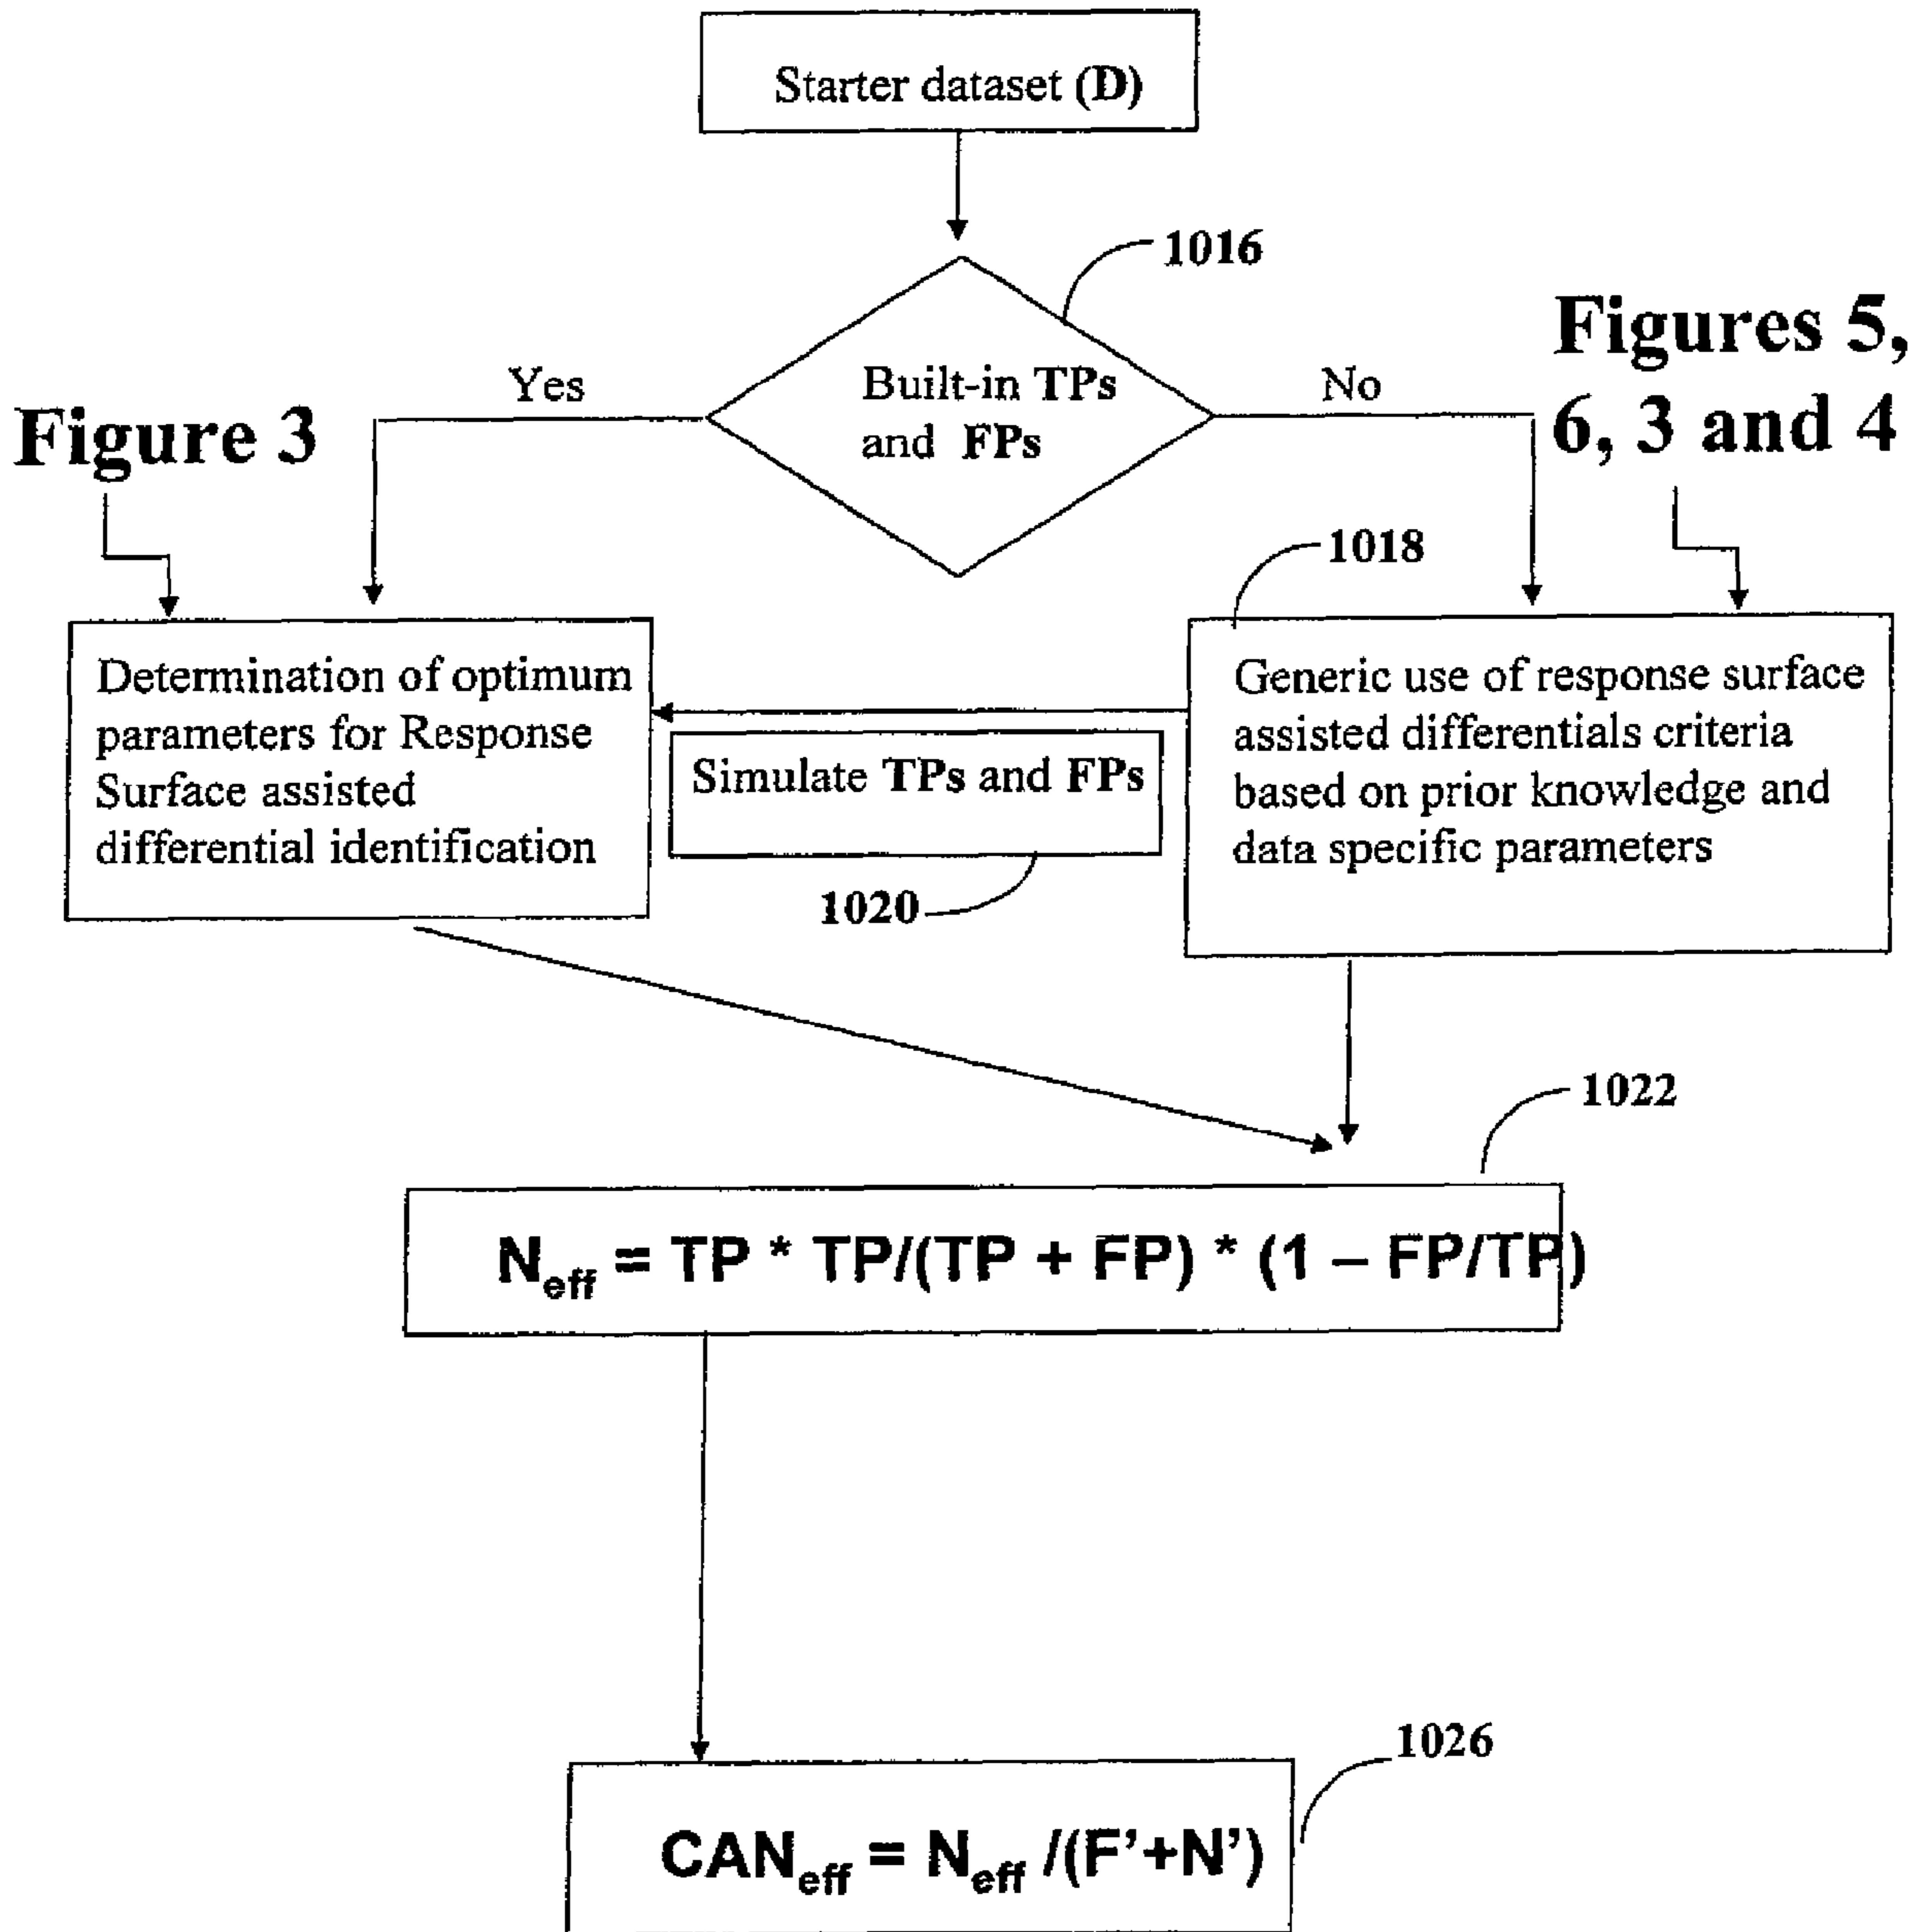 Starter dataset (D)
1016
Figures 5,
6, 3 and 4
Yes
Built-in TPs
and FPs
No
Figure 3
1018
Determination of optimum
parameters for Response
Surface assisted
differential identification
Simulate TPs and FPs
1020
Generic use of response surface
assisted differentials criteria
based on prior knowledge and
data specific parameters
1022
Neff = TP * TP/(TP + FP) * (1 – FP/TP)
1026
CANeff = Neff /(F’+N’)